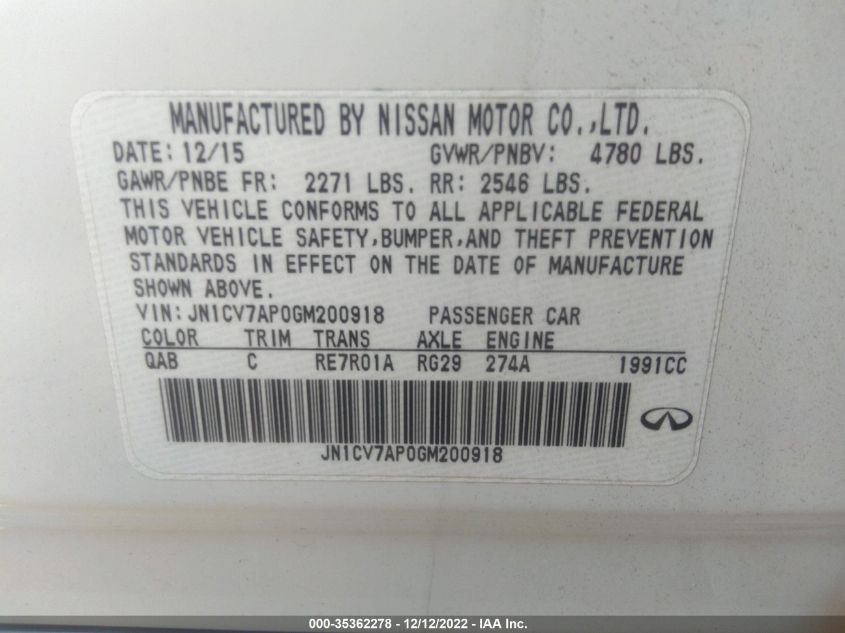 MANUFACTURED BY NISSAN MOTOR CO.,LTD.
DATE: 12/15 GVWR/PNBV: 4780 LBS.
GAWR/PNBE FR: 2271 LBS. RR: 2546 LBS.
THIS VEHICLE CONFORMS TO ALL APPLICABLE FEDERAL
MOTOR VEHICLE SAFETY,BUMPER,AND THEFT PREVENTION
STANDARDS IN EFFECT ON THE DATE OF MANUFACTURE
SHOWN ABOVE.
VIN: JN1CV7AP0GM200918 PASSENGER CAR
COLOR TRIM TRANS AXLE ENGINE
QAB C RE7R01A RG29 274A 1991CC
JN1CV7AP0GM200918
000-35362278 - 12/12/2022 - IAA Inc.